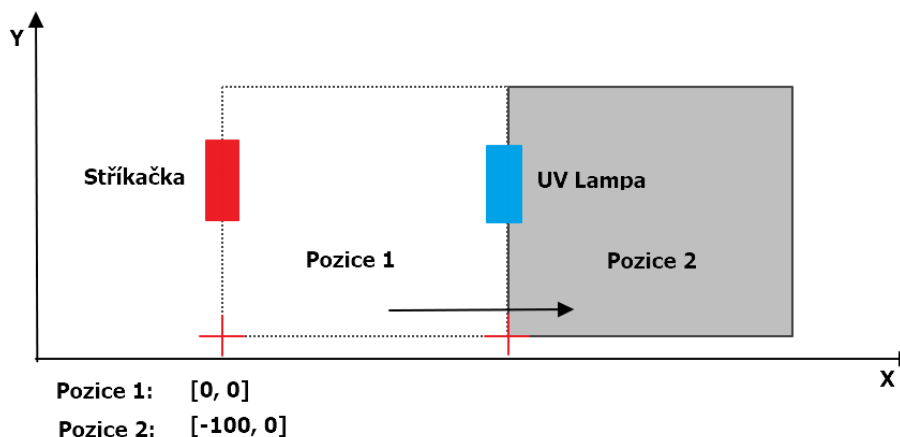 Y
Stříkačka
UV Lampa
Pozice 1
Pozice 2
X
Pozice 1: [0, 0]
Pozice 2: [-100, 0]